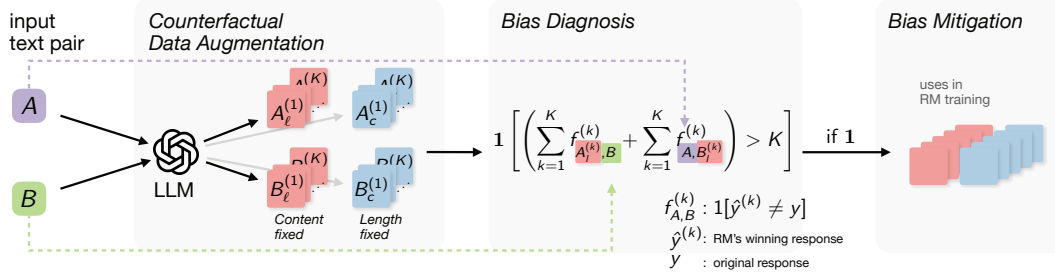 input
text pair
Counterfactual
Data Augmentation
Bias Diagnosis
Bias Mitigation
A
B
LLM
A_ℓ^(1) A^(K) ...
A_c^(1) A^(K) ...
B_ℓ^(1) B^(K) ...
B_c^(1) B^(K) ...
Content
fixed
Length
fixed
1[(∑_{k=1}^{K} f^(k)_{A_l^(k),B} + ∑_{k=1}^{K} f^(k)_{A,B_l^(k)}) > K]
f^(k)_{A,B} : 1[ŷ^(k) ≠ y]
ŷ^(k) : RM's winning response
y : original response
if 1
uses in
RM training